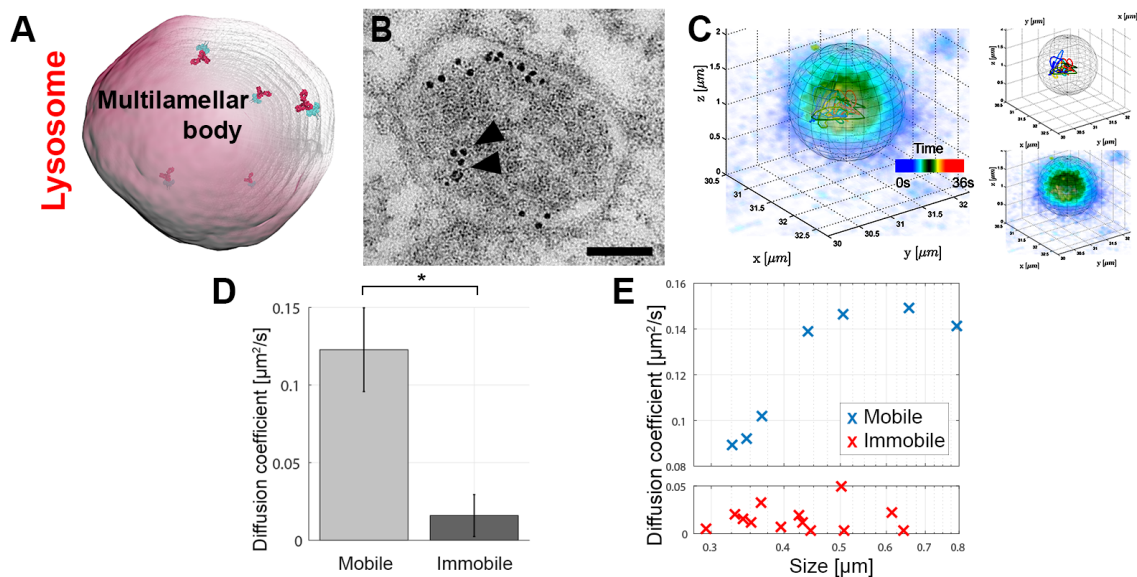 A
Lysosome
Multilamellar
body
B
C
z [μm]
2
1.5
1
0.5
0
30.5
31
31.5
32
32.5
x [μm]
30
30.5
31
31.5
32
y [μm]
Time
0s
36s
y [μm]
x [μm]
D
*
Diffusion coefficient [μm²/s]
0.15
0.1
0.05
0
Mobile
Immobile
E
Diffusion coefficient [μm²/s]
0.16
0.14
0.12
0.1
0.08
Mobile
Immobile
0.05
0
0.3
0.4
0.5
0.6
0.7
0.8
Size [μm]